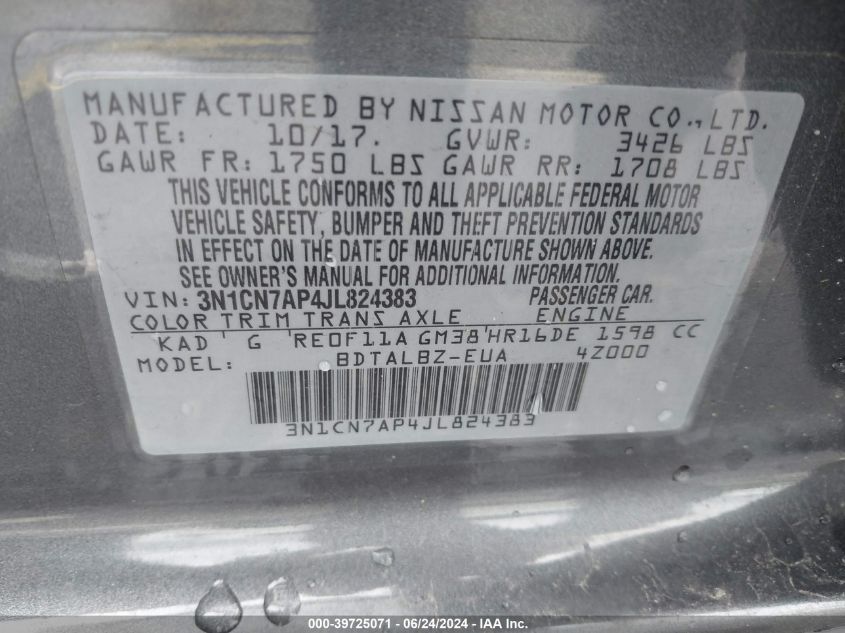 MANUFACTURED BY NISSAN MOTOR CO., LTD.
DATE: 10/17. GVWR: 3426 LBS
GAWR FR: 1750 LBS GAWR RR: 1708 LBS
THIS VEHICLE CONFORMS TO ALL APPLICABLE FEDERAL MOTOR
VEHICLE SAFETY, BUMPER AND THEFT PREVENTION STANDARDS
IN EFFECT ON THE DATE OF MANUFACTURE SHOWN ABOVE.
SEE OWNER'S MANUAL FOR ADDITIONAL INFORMATION.
VIN: 3N1CN7AP4JL824383 PASSENGER CAR.
COLOR TRIM TRANS AXLE ENGINE
KAD G RE0F11A GM38 HR16DE 1598 CC
MODEL: BDTALBZ-EUA 4Z000
3N1CN7AP4JL824383
000-39725071 - 06/24/2024 - IAA Inc.